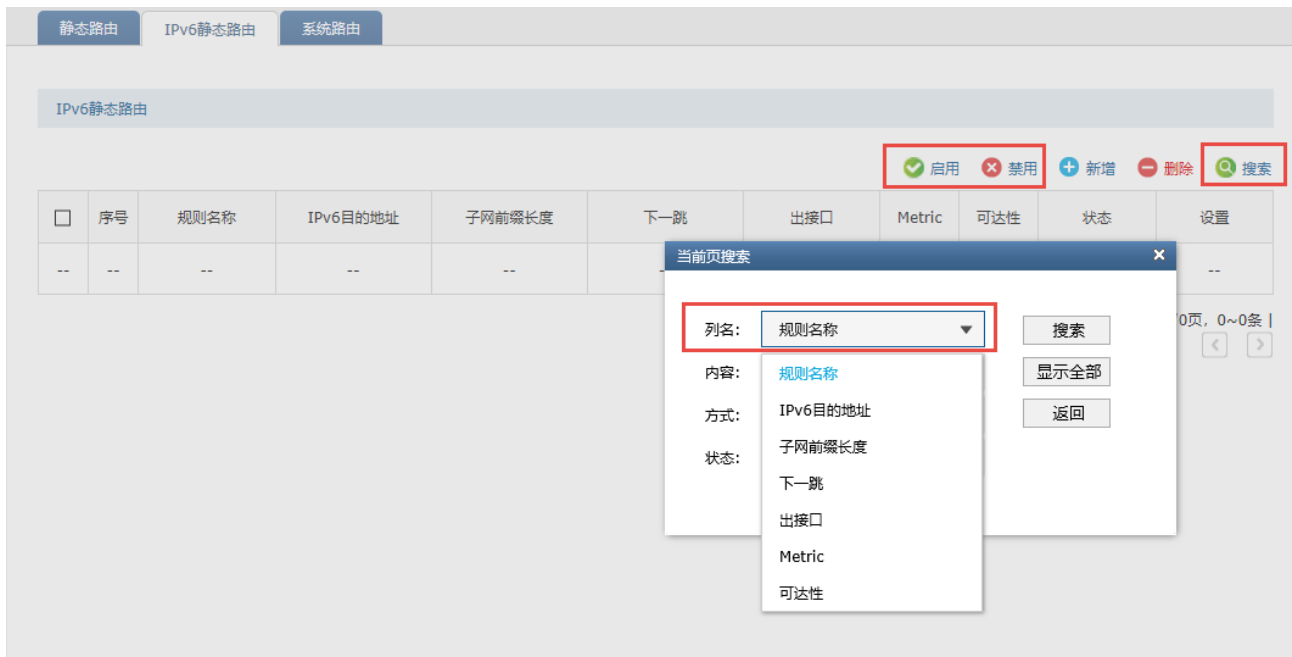 静态路由 IPv6静态路由 系统路由
IPv6静态路由
启用 禁用 新增 删除 搜索
序号 规则名称 IPv6目的地址 子网前缀长度 下一跳 出接口 Metric 可达性 状态 设置
-- -- -- -- -- --
当前页搜索
列名: 规则名称 搜索
0页, 0~0条 |
内容: 显示全部
方式: 返回
状态:
规则名称
IPv6目的地址
子网前缀长度
下一跳
出接口
Metric
可达性